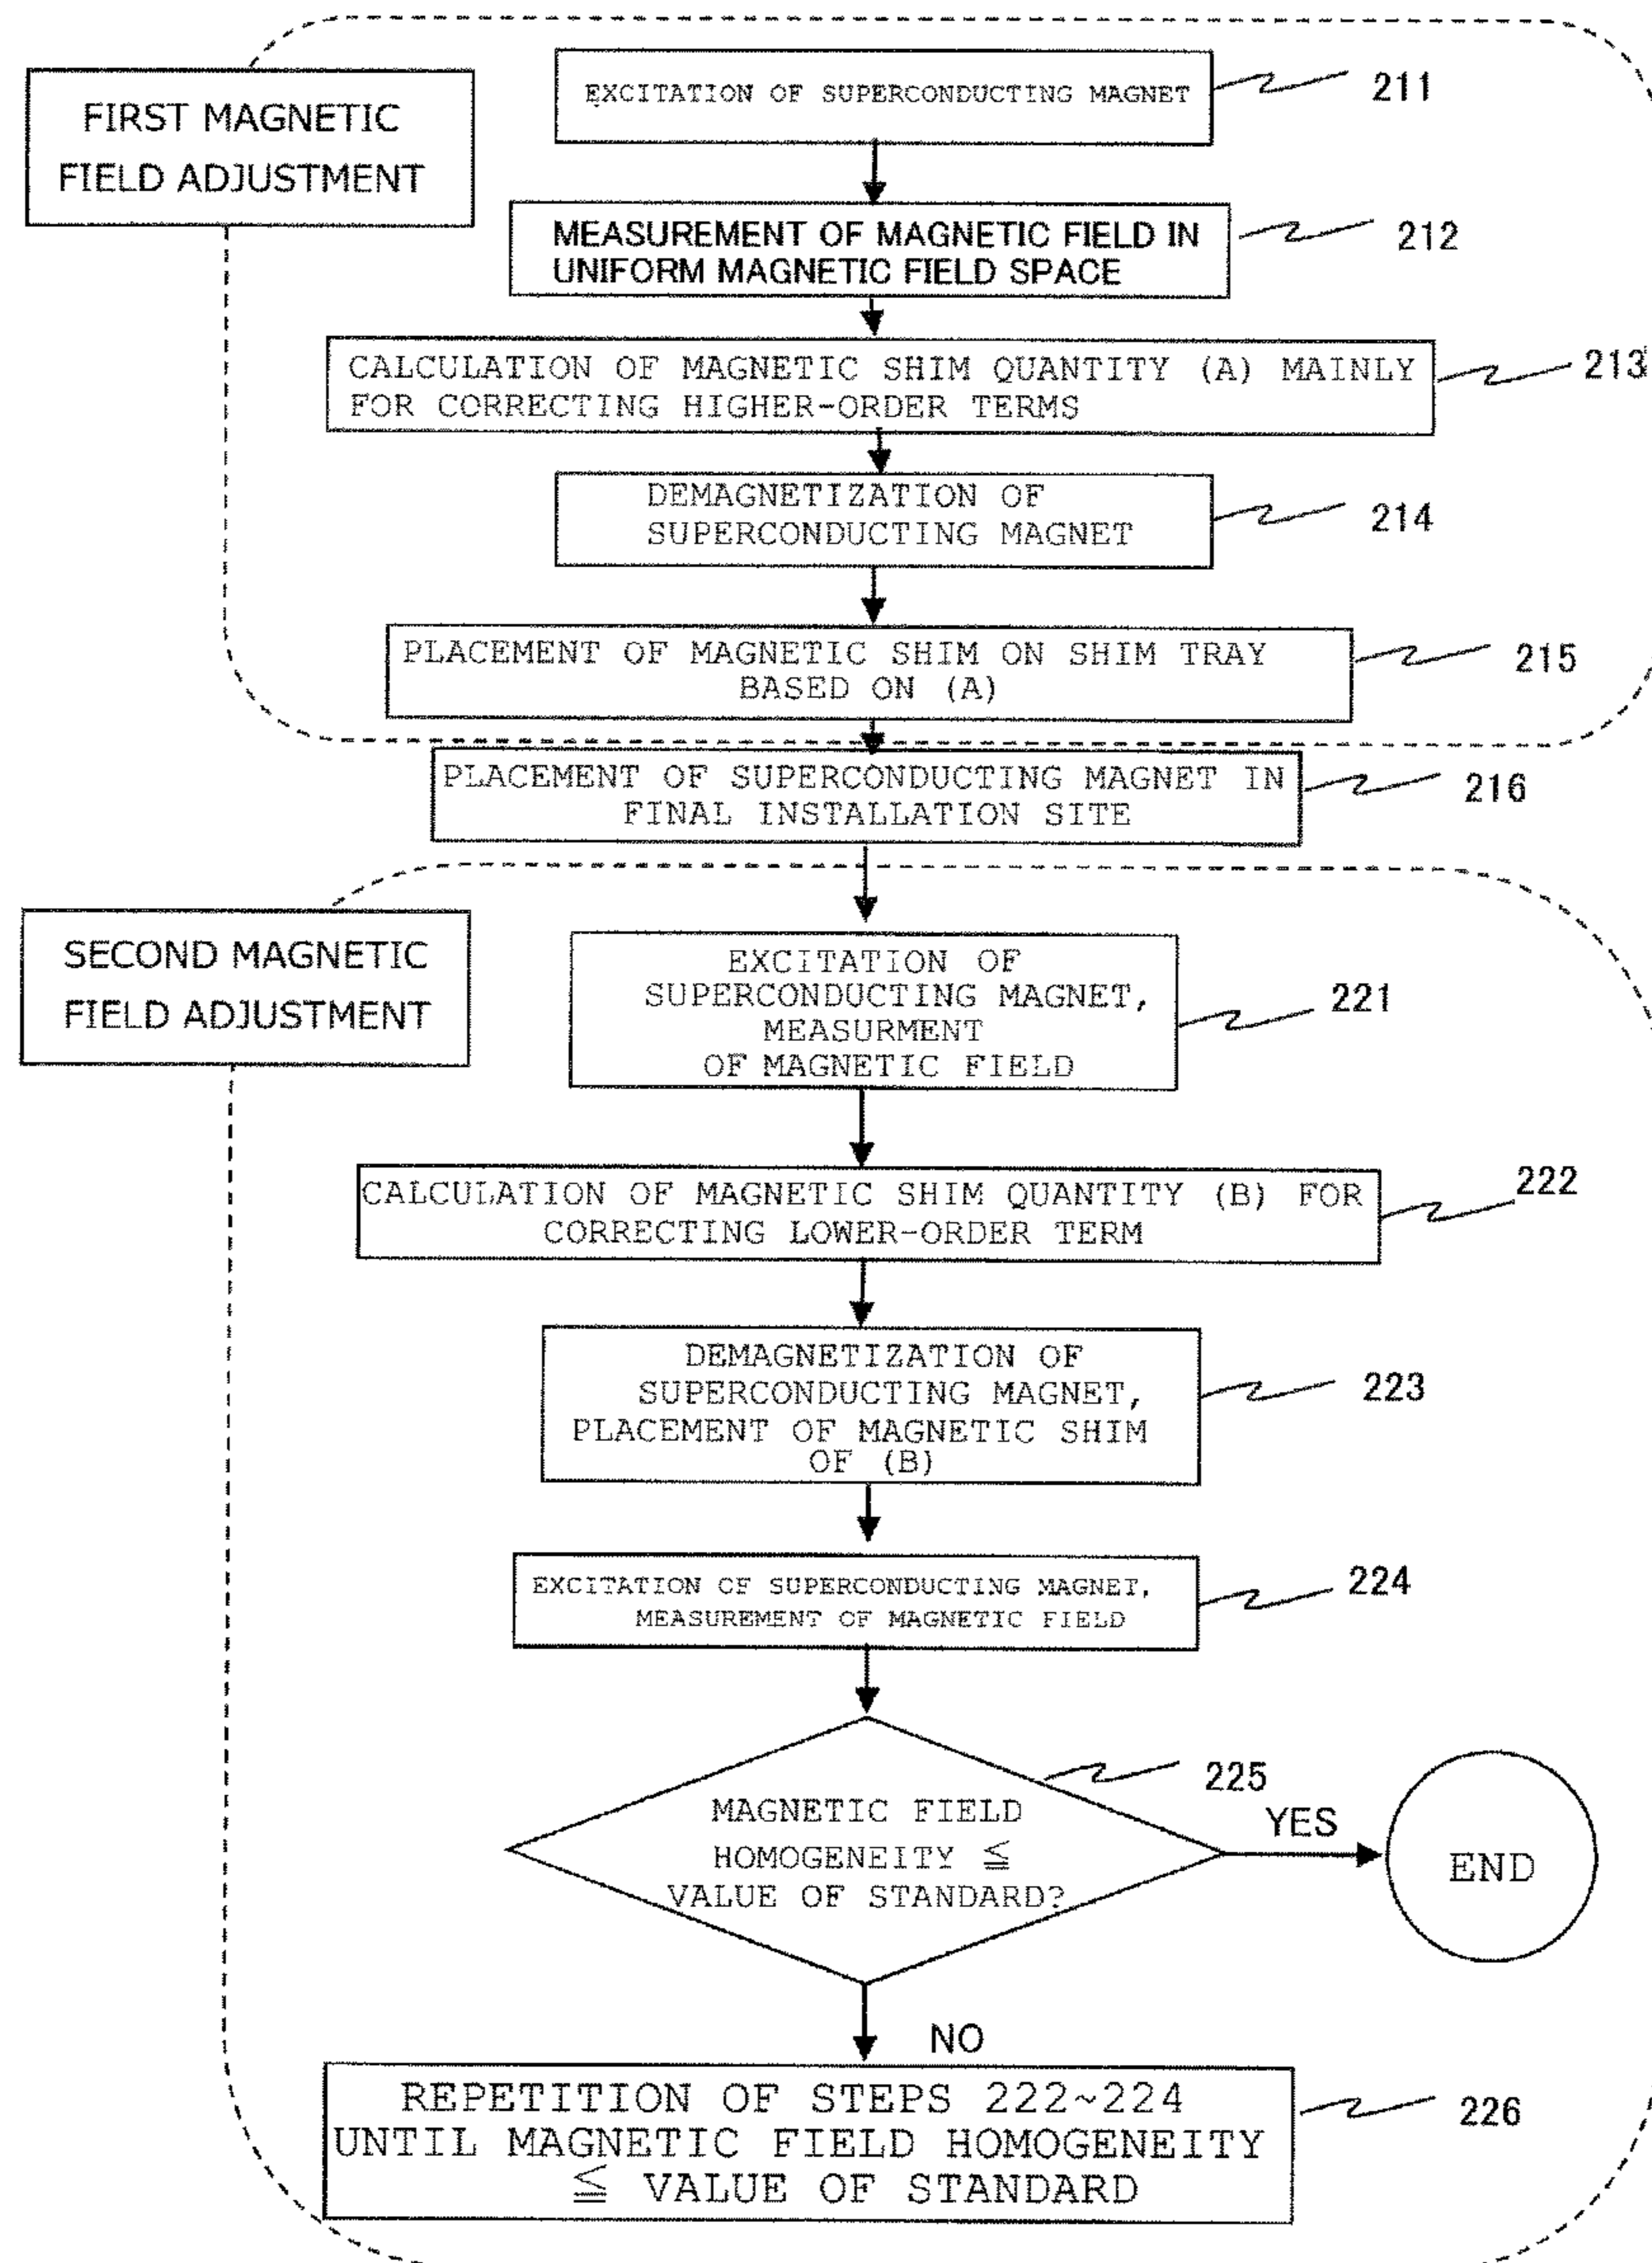 FIRST MAGNETIC
FIELD ADJUSTMENT
EXCITATION OF SUPERCONDUCTING MAGNET
211
MEASUREMENT OF MAGNETIC FIELD IN
UNIFORM MAGNETIC FIELD SPACE
212
CALCULATION OF MAGNETIC SHIM QUANTITY (A) MAINLY
FOR CORRECTING HIGHER-ORDER TERMS
213
DEMAGNETIZATION OF
SUPERCONDUCTING MAGNET
214
PLACEMENT OF MAGNETIC SHIM ON SHIM TRAY
BASED ON (A)
215
PLACEMENT OF SUPERCONDUCTING MAGNET IN
FINAL INSTALLATION SITE
216
SECOND MAGNETIC
FIELD ADJUSTMENT
EXCITATION OF
SUPERCONDUCTING MAGNET,
MEASURMENT
OF MAGNETIC FIELD
221
CALCULATION OF MAGNETIC SHIM QUANTITY (B) FOR
CORRECTING LOWER-ORDER TERM
222
DEMAGNETIZATION OF
SUPERCONDUCTING MAGNET,
PLACEMENT OF MAGNETIC SHIM
OF (B)
223
EXCITATION OF SUPERCONDUCTING MAGNET,
MEASUREMENT OF MAGNETIC FIELD
224
MAGNETIC FIELD
HOMOGENEITY ≦
VALUE OF STANDARD?
225
YES
END
NO
REPETITION OF STEPS 222~224
UNTIL MAGNETIC FIELD HOMOGENEITY
≦ VALUE OF STANDARD
226